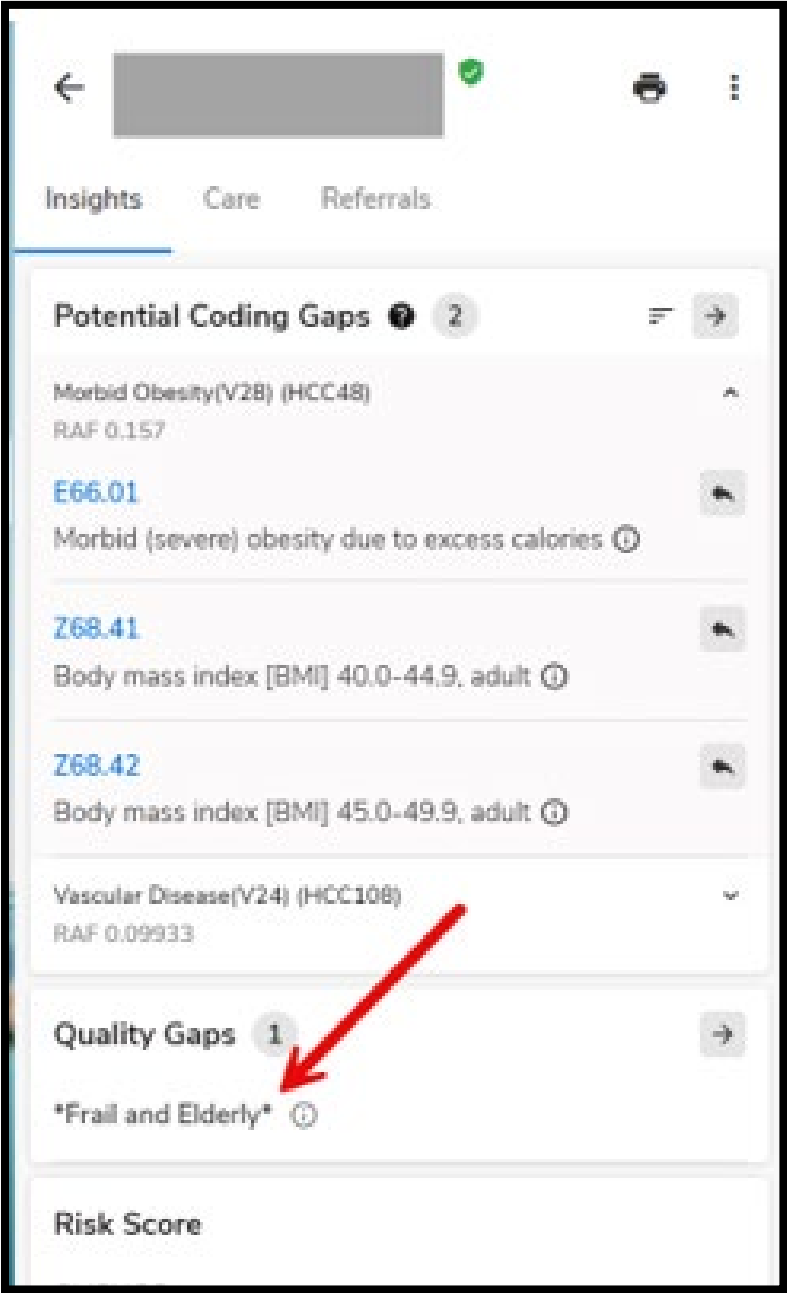 Insights Care Referrals
Potential Coding Gaps ? 2
Morbid Obesity(V28) (HCC48)
RAF 0.157
E66.01
Morbid (severe) obesity due to excess calories
Z68.41
Body mass index [BMI] 40.0-44.9, adult
Z68.42
Body mass index [BMI] 45.0-49.9, adult
Vascular Disease(V24) (HCC108)
RAF 0.09933
Quality Gaps 1
*Frail and Elderly*
Risk Score